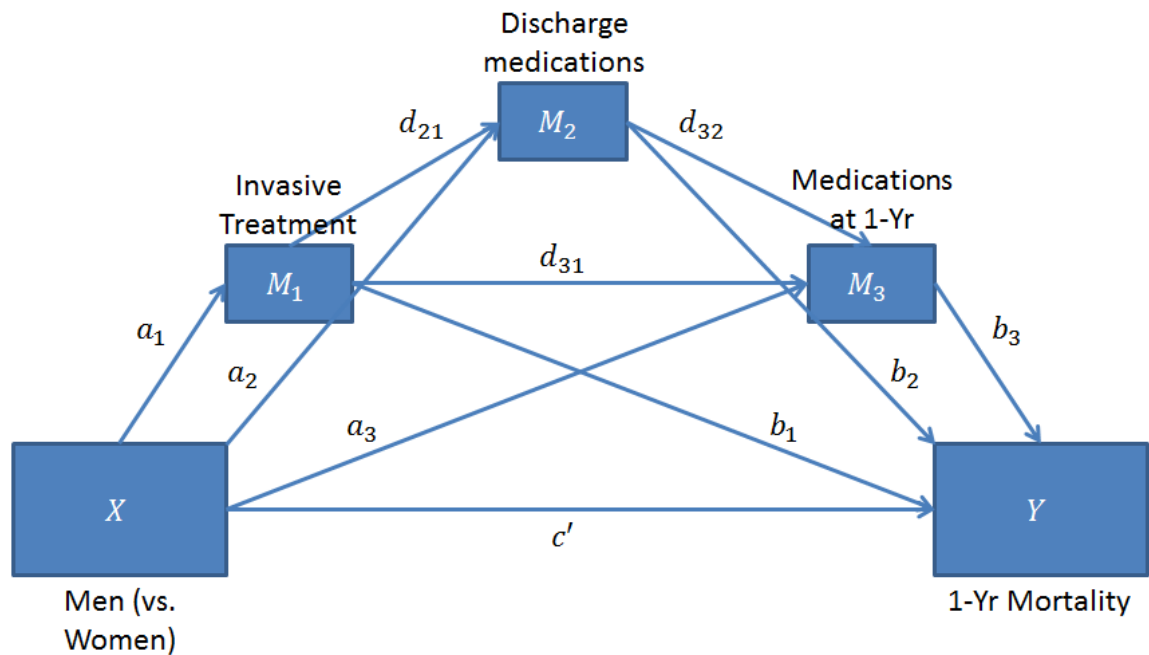 Discharge
medications
M₂
d₂₁
d₃₂
Invasive
Treatment
Medications
at 1-Yr
M₁
d₃₁
M₃
a₁
a₂
b₂
b₃
a₃
b₁
X
Y
c′
Men (vs.
Women)
1-Yr Mortality